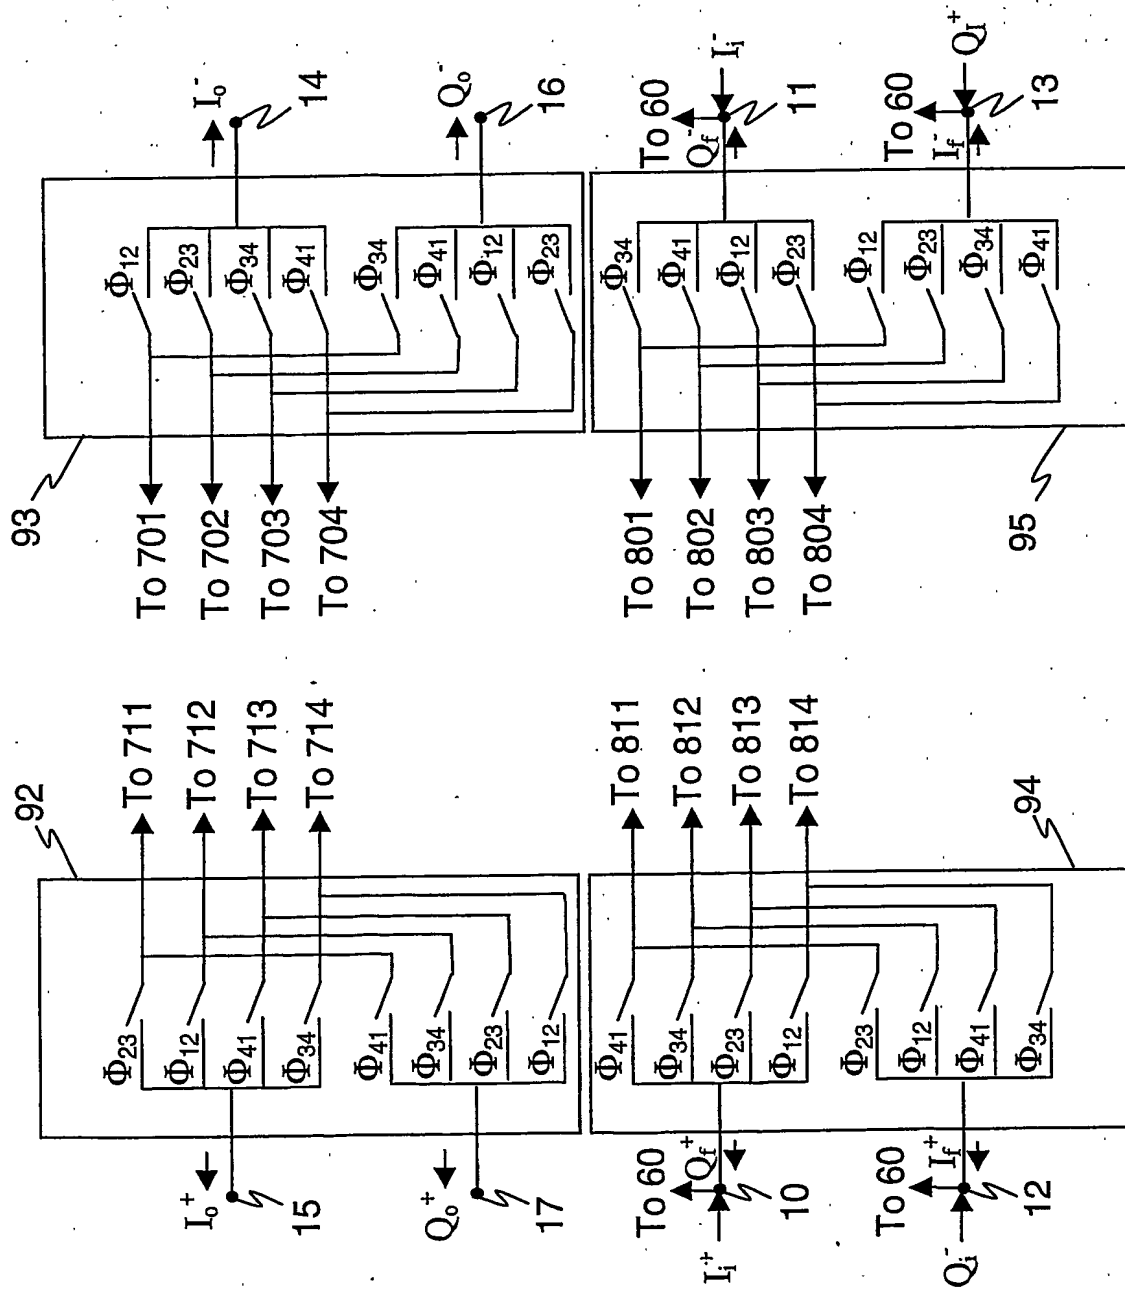 93
To 701
To 702
To 703
To 704
Φ12
Φ23
Φ34
Φ41
Φ34
Φ41
Φ12
Φ23
I_o^-
14
Q_o^-
16
95
To 801
To 802
To 803
To 804
Φ34
Φ41
Φ12
Φ23
Φ12
Φ23
Φ34
Φ41
To 60
Q_f^-
I_i^-
11
To 60
I_f^-
Q_I^+
13
92
To 711
To 712
To 713
To 714
Φ23
Φ12
Φ41
Φ34
Φ41
Φ34
Φ23
Φ12
I_o^+
15
Q_o^+
17
94
To 811
To 812
To 813
To 814
Φ41
Φ34
Φ23
Φ12
Φ23
Φ12
Φ41
Φ34
To 60
Q_f^+
I_i^+
10
To 60
I_f^+
Q_i^-
12